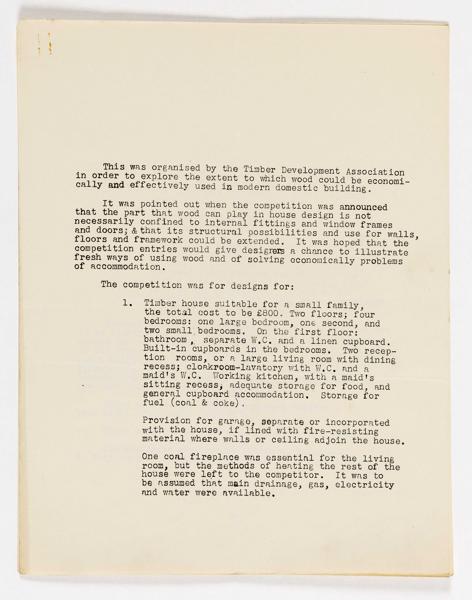 This was organised by the Timber Development Association
in order to explore the extent to which wood could be economi-
cally and effectively used in modern domestic building.
It was pointed out when the competition was announced
that the part that wood can play in house design is not
necessarily confined to internal fittings and window frames
and doors; & that its structural possibilities and use for walls,
floors and framework could be extended. It was hoped that the
competition entries would give designers a chance to illustrate
fresh ways of using wood and of solving economically problems
of accommodation.
The competition was for designs for:
1. Timber house suitable for a small family,
the total cost to be £800. Two floors; four
bedrooms: one large bedroom, one second, and
two small bedrooms. On the first floor:
bathroom, separate W.C. and a linen cupboard.
Built-in cupboards in the bedrooms. Two recep-
tion rooms, or a large living room with dining
recess; cloakroom-lavatory with W.C. and a
maid's W.C. Working kitchen, with a maid's
sitting recess, adequate storage for food, and
general cupboard accommodation. Storage for
fuel (coal & coke).
Provision for garage, separate or incorporated
with the house, if lined with fire-resisting
material where walls or ceiling adjoin the house.
One coal fireplace was essential for the living
room, but the methods of heating the rest of the
house were left to the competitor. It was to
be assumed that main drainage, gas, electricity
and water were available.